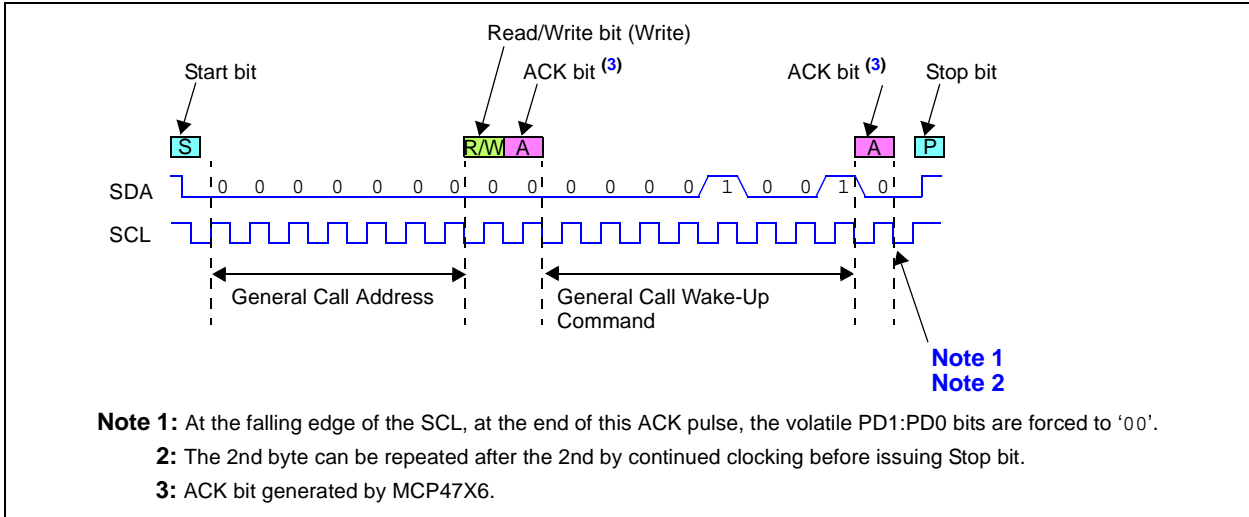 Read/Write bit (Write)
Start bit
ACK bit (3)
ACK bit (3)
Stop bit
S
R/W
A
A
P
SDA
0 0 0 0 0 0 0 0 0 0 0 0 0 1 0 0 1 0
SCL
General Call Address
General Call Wake-Up
Command
Note 1
Note 2
Note 1: At the falling edge of the SCL, at the end of this ACK pulse, the volatile PD1:PD0 bits are forced to ‘00’.
2: The 2nd byte can be repeated after the 2nd by continued clocking before issuing Stop bit.
3: ACK bit generated by MCP47X6.